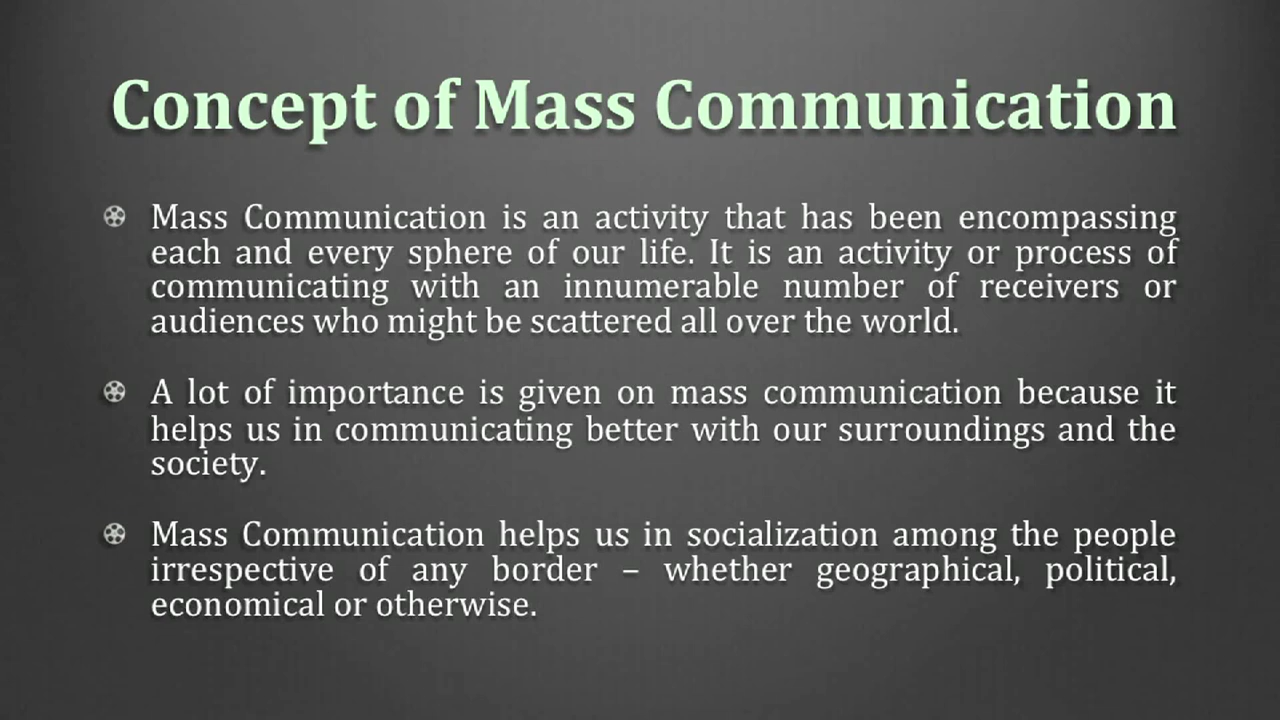 Concept of Mass Communication
Mass Communication is an activity that has been encompassing
each and every sphere of our life. It is an activity or process of
communicating with an innumerable number of receivers or
audiences who might be scattered all over the world.
A lot of importance is given on mass communication because it
helps us in communicating better with our surroundings and the
society.
Mass Communication helps us in socialization among the people
irrespective of any border – whether geographical, political,
economical or otherwise.